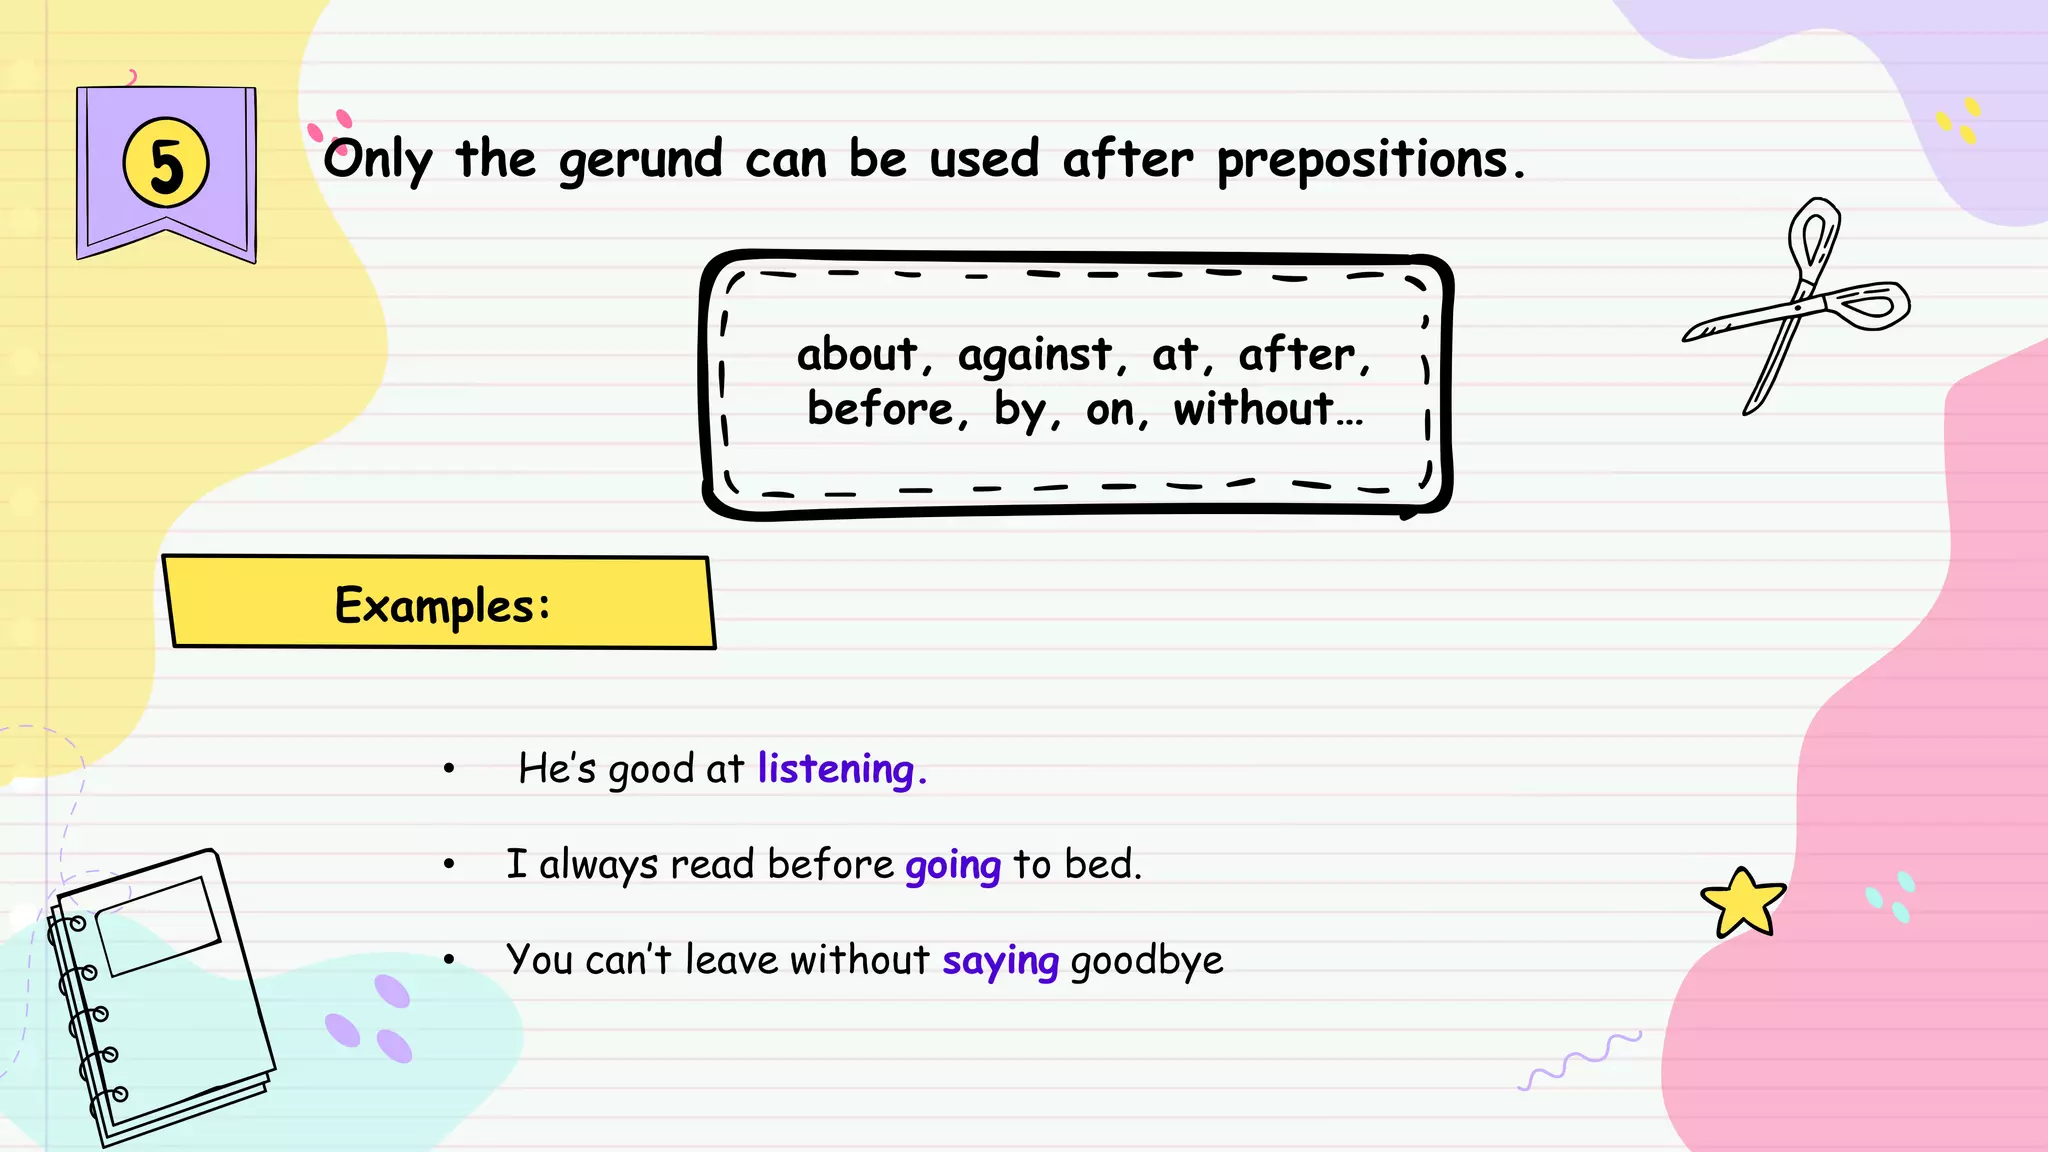 5
Only the gerund can be used after prepositions.
about, against, at, after,
before, by, on, without...
Examples:
• He’s good at listening.
• I always read before going to bed.
• You can’t leave without saying goodbye